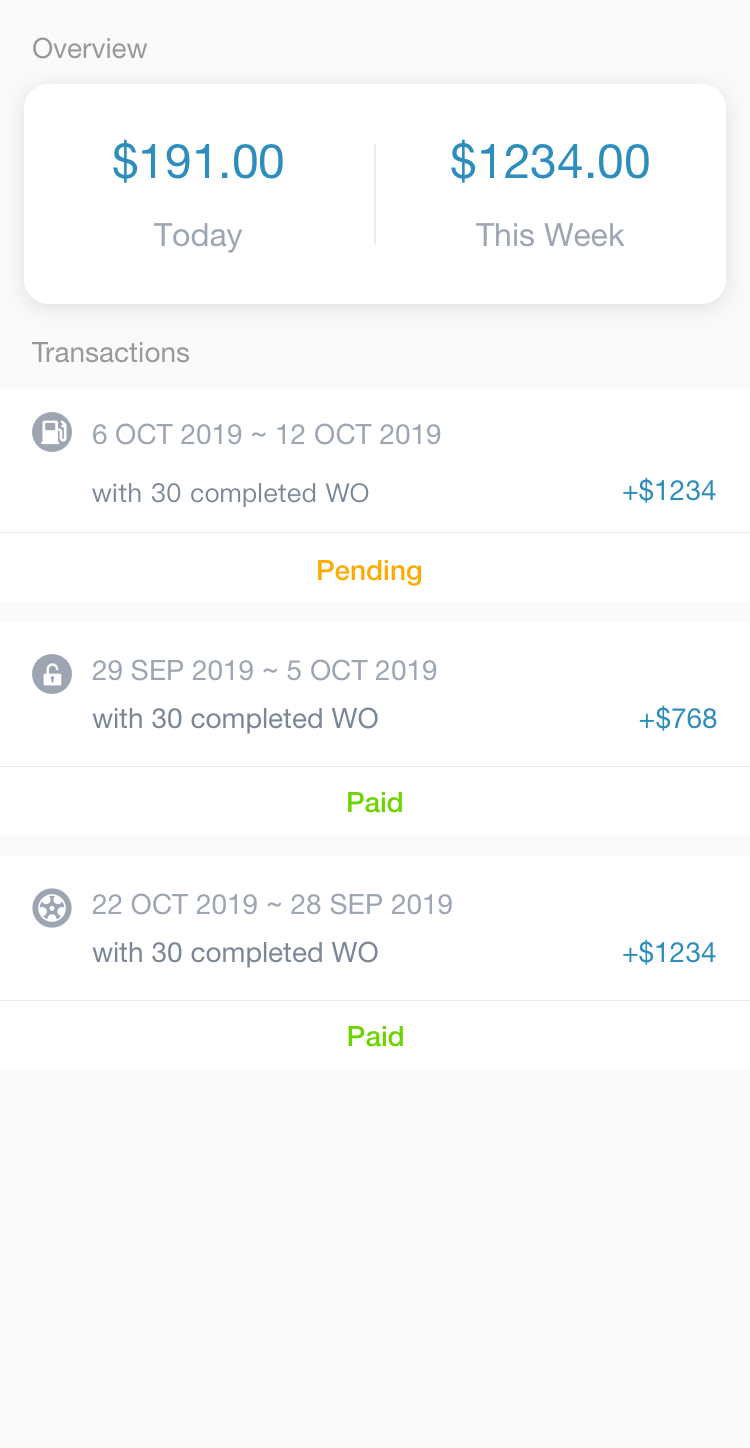 Overview
$191.00
$1234.00
Today
This Week
Transactions
6 OCT 2019 ~ 12 OCT 2019
with 30 completed WO
+$1234
Pending
29 SEP 2019 ~ 5 OCT 2019
with 30 completed WO
+$768
Paid
22 OCT 2019 ~ 28 SEP 2019
with 30 completed WO
+$1234
Paid